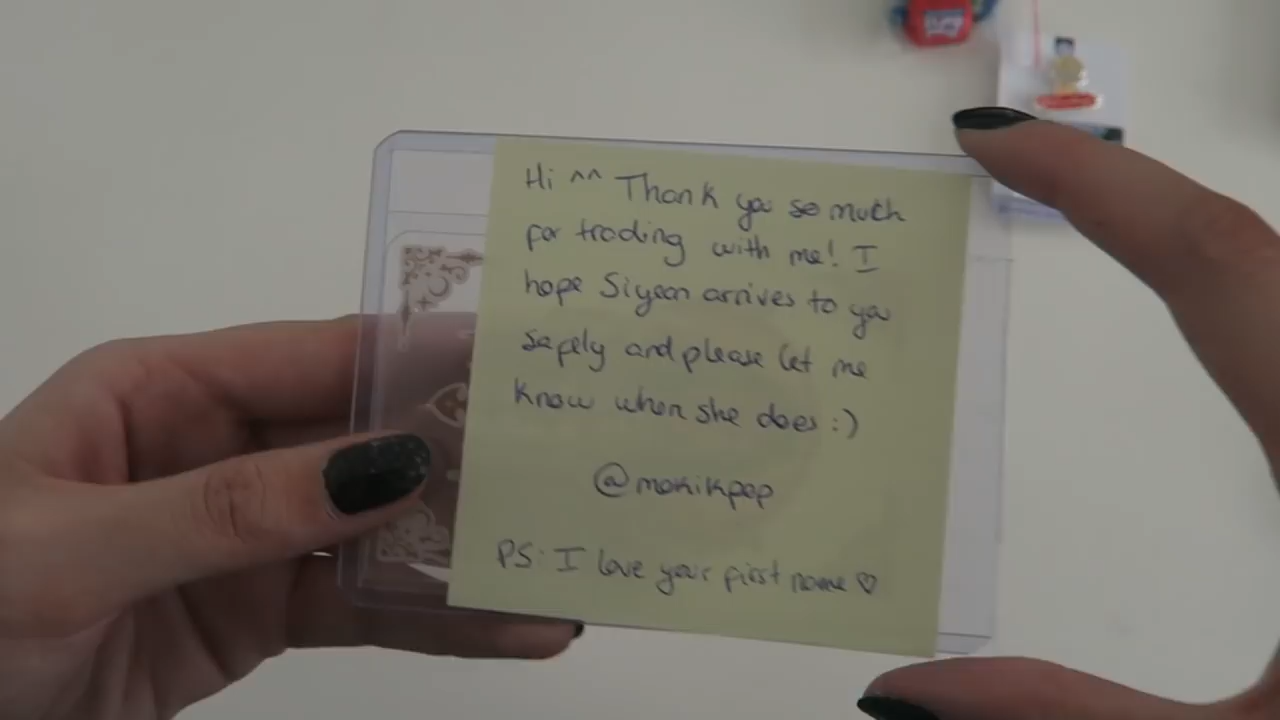 Hi ^^ Thank you so much
for trading with me! I
hope Siyeon arrives to you
safely and please let me
know when she does :)
@mokikpop
PS: I love your first name ♡